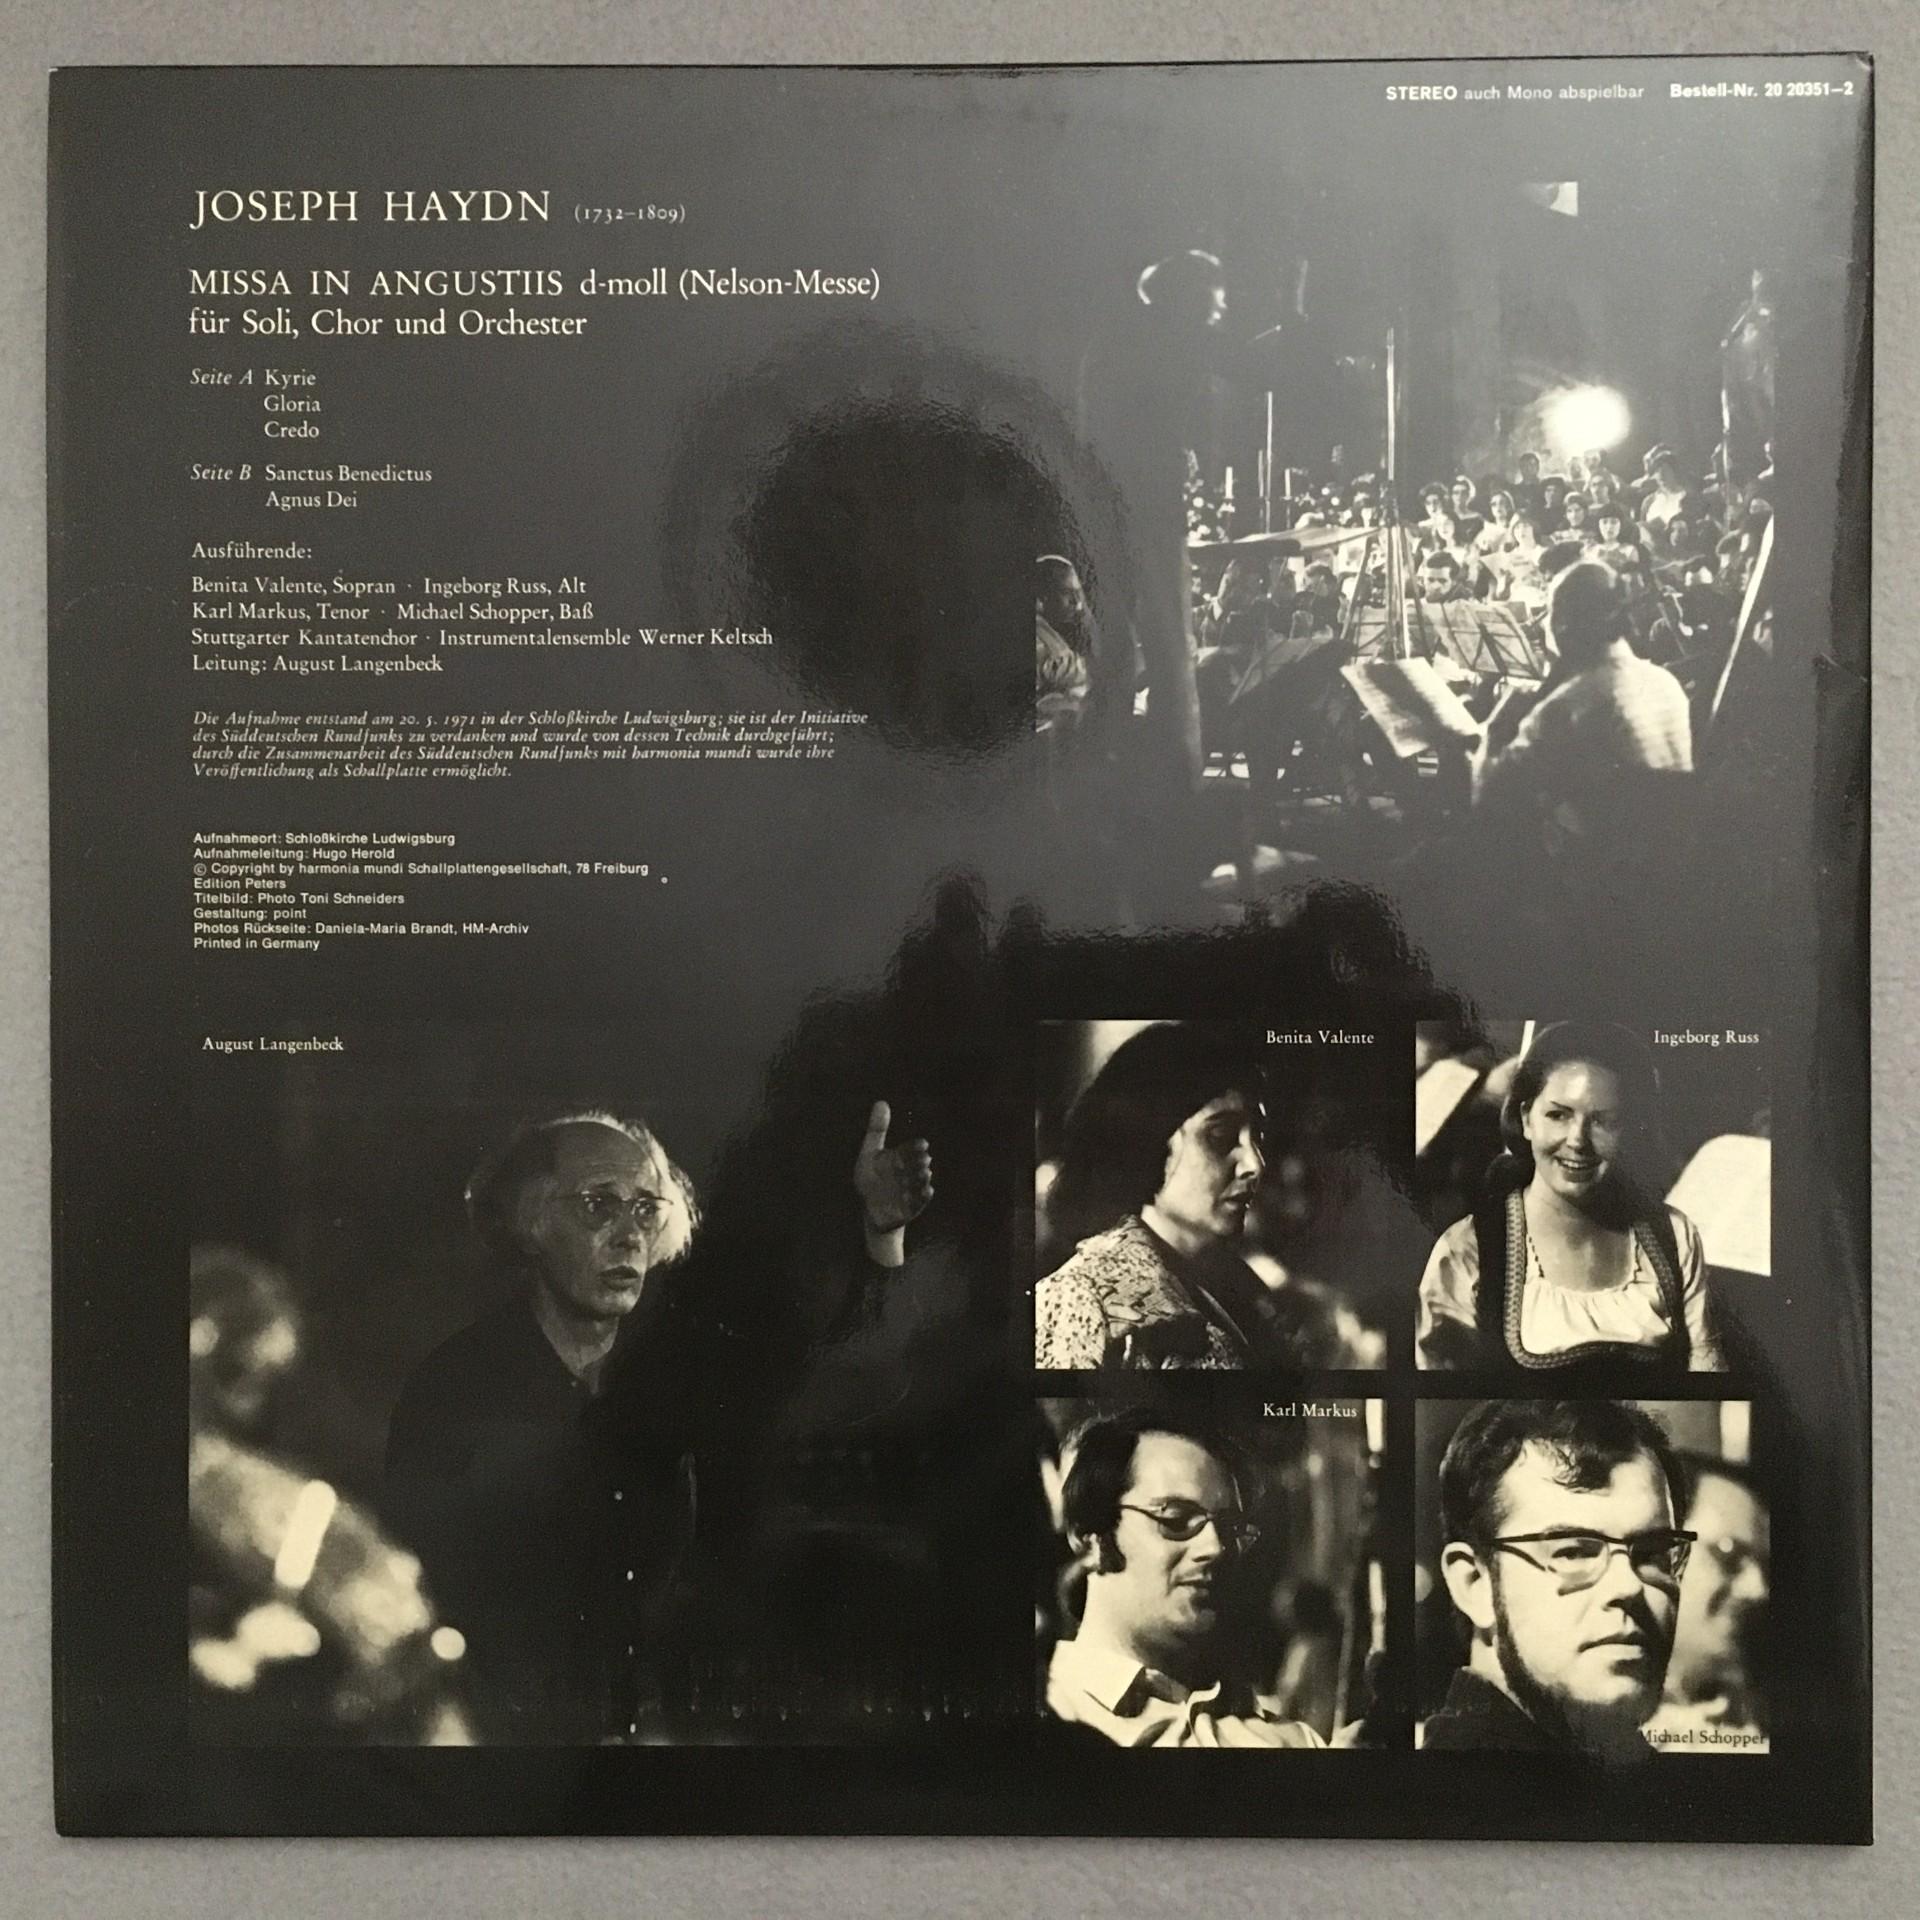 STEREO auch Mono abspielbar Bestell-Nr. 20 20351–2
JOSEPH HAYDN (1732–1809)
MISSA IN ANGUSTIIS d-moll (Nelson-Messe)
für Soli, Chor und Orchester
Seite A Kyrie
Gloria
Credo
Seite B Sanctus Benedictus
Agnus Dei
Ausführende:
Benita Valente, Sopran · Ingeborg Russ, Alt
Karl Markus, Tenor · Michael Schopper, Baß
Stuttgarter Kantatenchor · Instrumentalensemble Werner Keltsch
Leitung: August Langenbeck
Die Aufnahme entstand am 20. 5. 1971 in der Schloßkirche Ludwigsburg; sie ist der Initiative
des Süddeutschen Rundfunks zu verdanken und wurde von dessen Technik durchgeführt;
durch die Zusammenarbeit des Süddeutschen Rundfunks mit harmonia mundi wurde ihre
Veröffentlichung als Schallplatte ermöglicht.
Aufnahmeort: Schloßkirche Ludwigsburg
Aufnahmeleitung: Hugo Herold
© Copyright by harmonia mundi Schallplattengesellschaft, 78 Freiburg
Edition Peters
Titelbild: Photo Toni Schneiders
Gestaltung: point
Photos Rückseite: Daniela-Maria Brandt, HM-Archiv
Printed in Germany
August Langenbeck
Benita Valente
Ingeborg Russ
Karl Markus
Michael Schopper